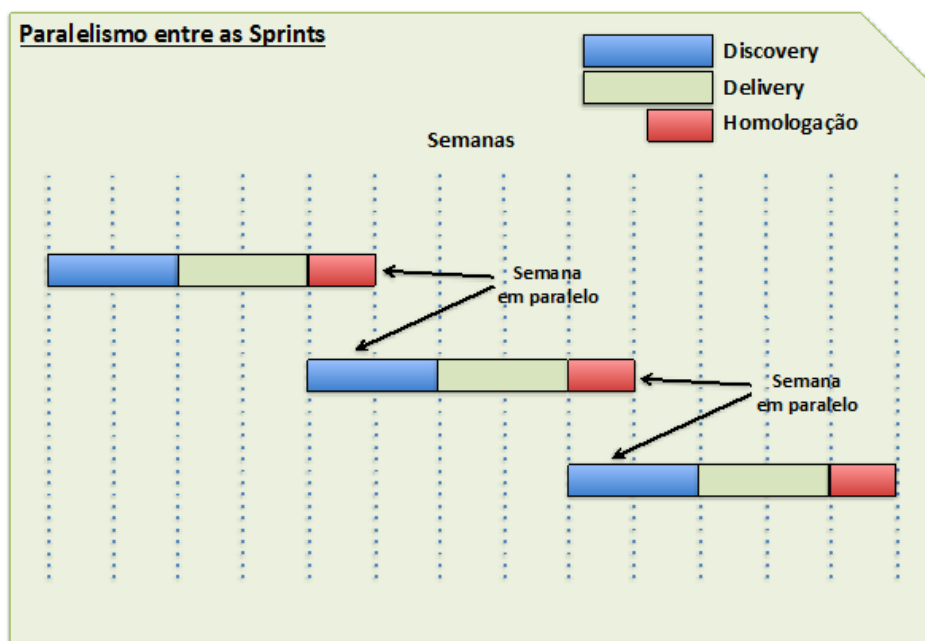 Paralelismo entre as Sprints
Discovery
Delivery
Homologação
Semanas
Semana
em paralelo
Semana
em paralelo